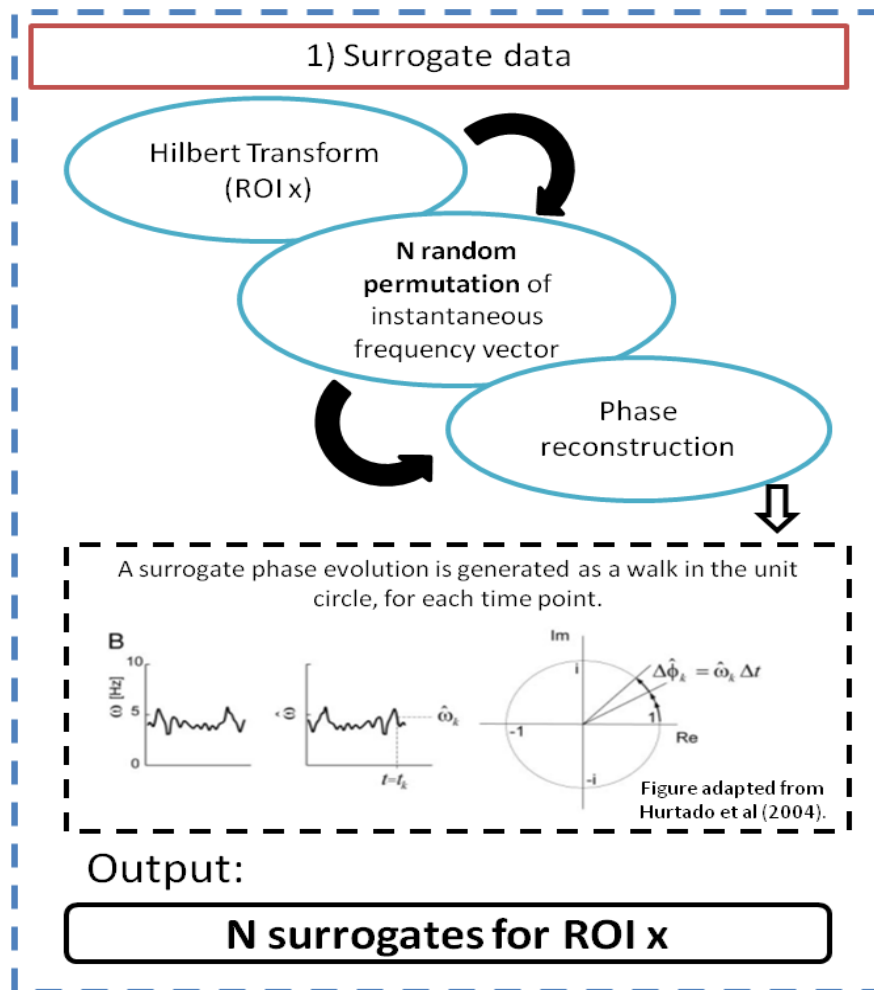 1) Surrogate data
Hilbert Transform
(ROI x)
N random
permutation of
instantaneous
frequency vector
Phase
reconstruction
A surrogate phase evolution is generated as a walk in the unit
circle, for each time point.
B
10
5
0
ω [Hz]
ω̂
ω̂ₖ
t=tₖ
Im
i
Δϕ̂ₖ = ω̂ₖ Δt
-1
1
Re
-i
Figure adapted from
Hurtado et al (2004).
Output:
N surrogates for ROI x